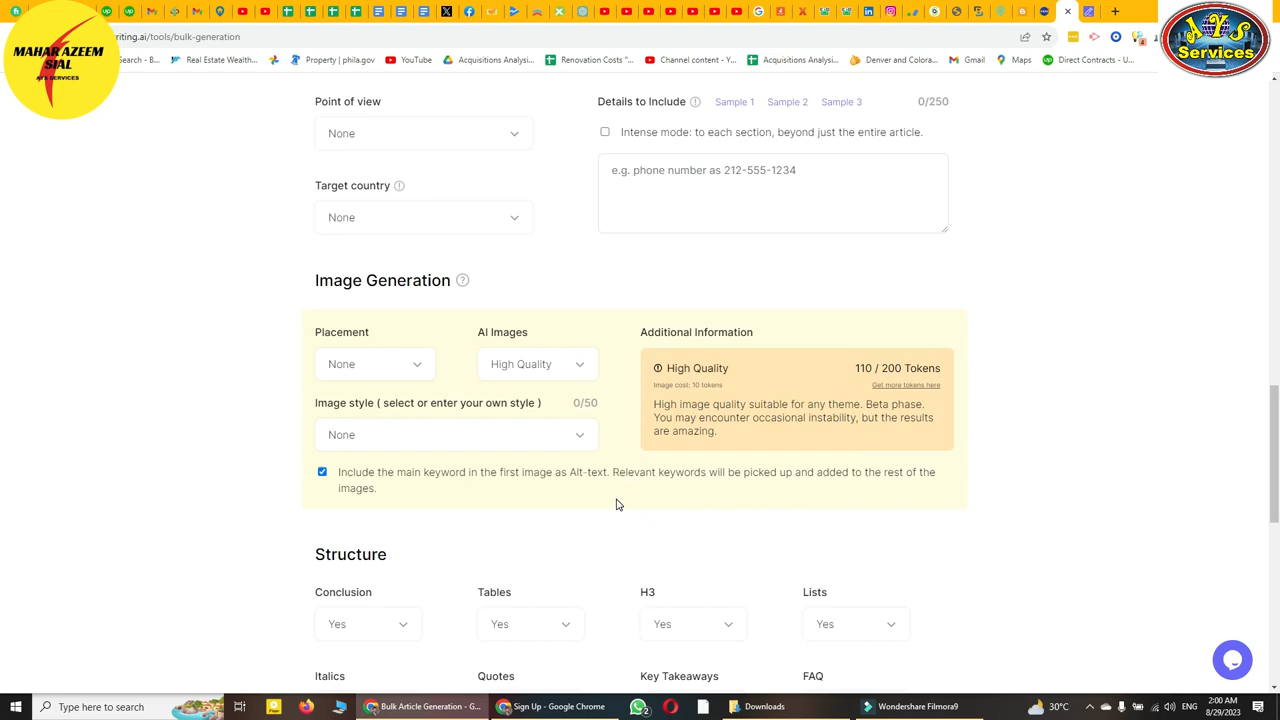 MAHAR AZEEM
SIAL
AYS SERVICES
AYS
Services
riting.ai/tools/bulk-generation
Search - B... Real Estate Wealth... Property | phila.gov YouTube Acquisitions Analysi... Renovation Costs "... Channel content - Y... Acquisitions Analysi... Denver and Colora... Gmail Maps Direct Contracts - U...
Point of view
None
Target country
None
Details to Include Sample 1 Sample 2 Sample 3 0/250
Intense mode: to each section, beyond just the entire article.
e.g. phone number as 212-555-1234
Image Generation
Placement AI Images Additional Information
None High Quality
High Quality 110 / 200 Tokens
Image cost: 10 tokens Get more tokens here
High image quality suitable for any theme. Beta phase.
You may encounter occasional instability, but the results
are amazing.
Image style ( select or enter your own style ) 0/50
None
Include the main keyword in the first image as Alt-text. Relevant keywords will be picked up and added to the rest of the
images.
Structure
Conclusion Tables H3 Lists
Yes Yes Yes Yes
Italics Quotes Key Takeaways FAQ
Type here to search Bulk Article Generation - G... Sign Up - Google Chrome 2 Downloads Wondershare Filmora9 30°C ENG 2:00 AM
8/29/2023